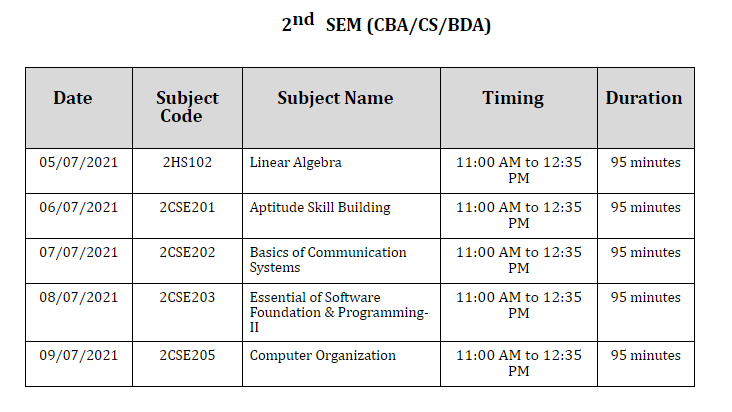 2nd SEM (CBA/CS/BDA)
Date Subject Code Subject Name Timing Duration
05/07/2021 2HS102 Linear Algebra 11:00 AM to 12:35 PM 95 minutes
06/07/2021 2CSE201 Aptitude Skill Building 11:00 AM to 12:35 PM 95 minutes
07/07/2021 2CSE202 Basics of Communication Systems 11:00 AM to 12:35 PM 95 minutes
08/07/2021 2CSE203 Essential of Software Foundation & Programming-II 11:00 AM to 12:35 PM 95 minutes
09/07/2021 2CSE205 Computer Organization 11:00 AM to 12:35 PM 95 minutes